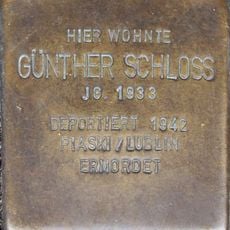 HIER WOHNTE
GÜNTHER SCHLOSS
JG. 1933
DEPORTIERT 1942
PIASKI / LUBLIN
ERMORDET